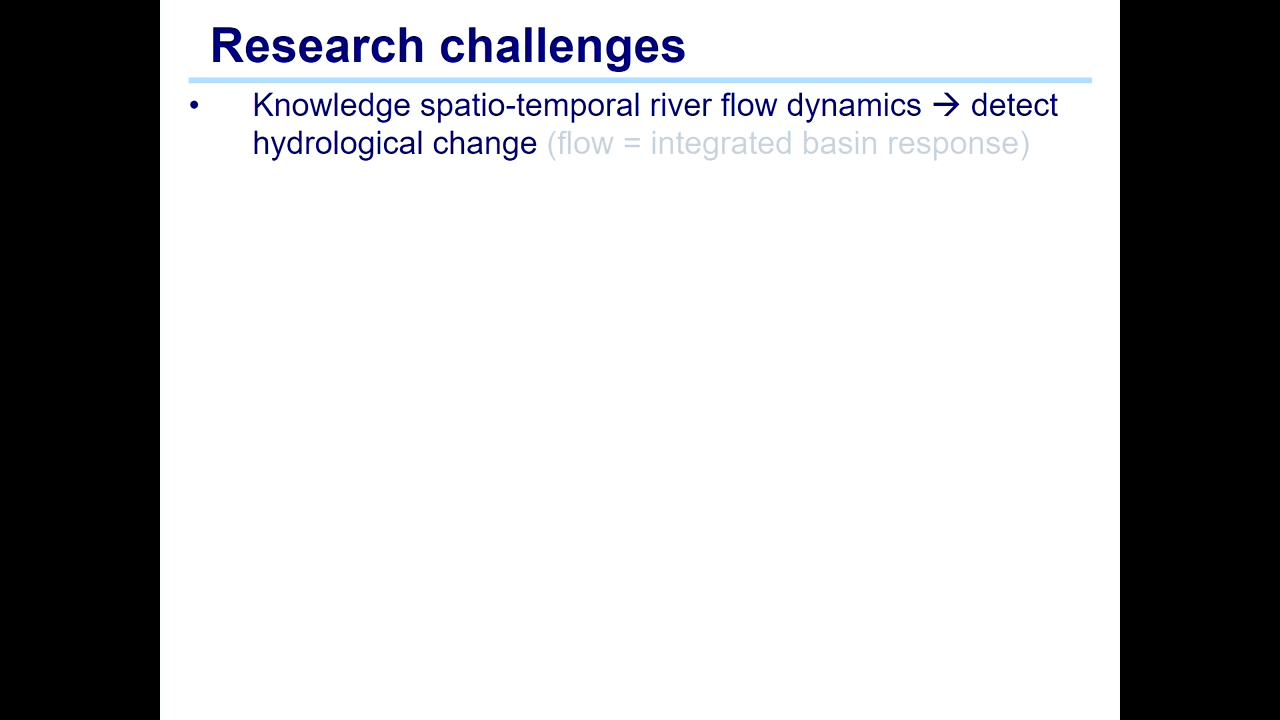 Research challenges
• Knowledge spatio-temporal river flow dynamics → detect
hydrological change (flow = integrated basin response)